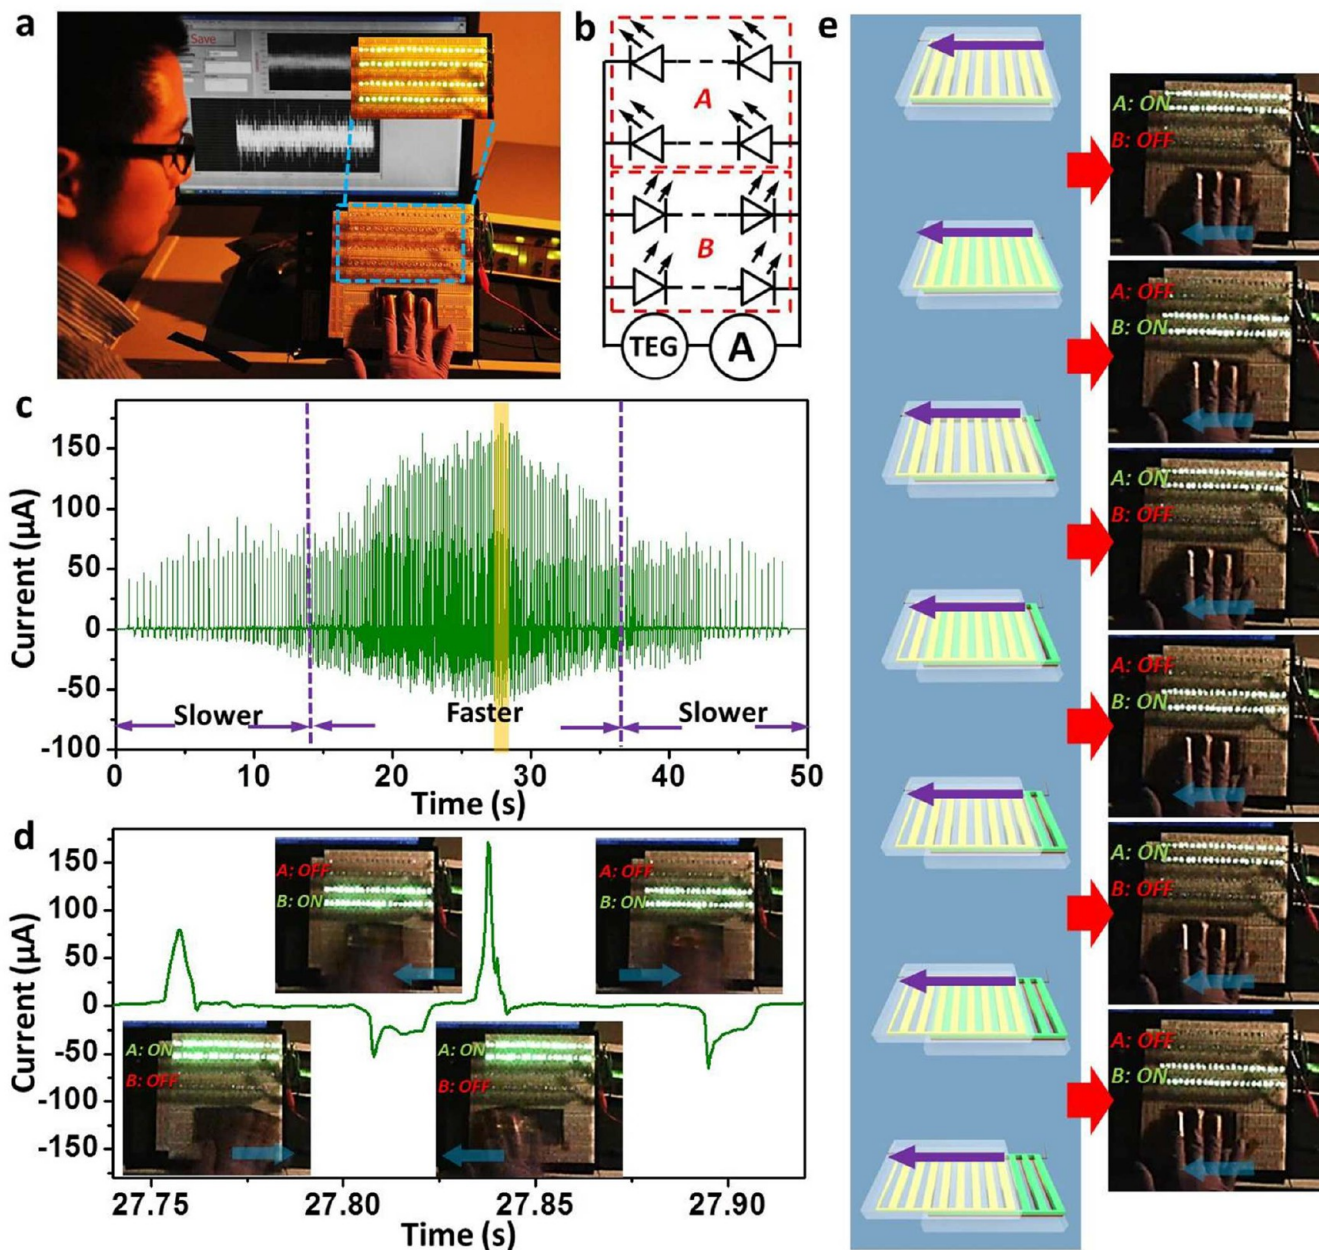 a
Save
b
A
B
TEG
A
c
Current (µA)
150
100
50
0
-50
-100
Slower
Faster
Slower
0
10
20
30
40
50
Time (s)
d
Current (µA)
150
100
50
0
-50
-100
-150
A: OFF
B: ON
A: OFF
B: ON
A: ON
B: OFF
A: ON
B: OFF
27.75
27.80
27.85
27.90
Time (s)
e
A: ON
B: OFF
A: OFF
B: ON
A: ON
B: OFF
A: OFF
B: ON
A: ON
B: OFF
A: OFF
B: ON